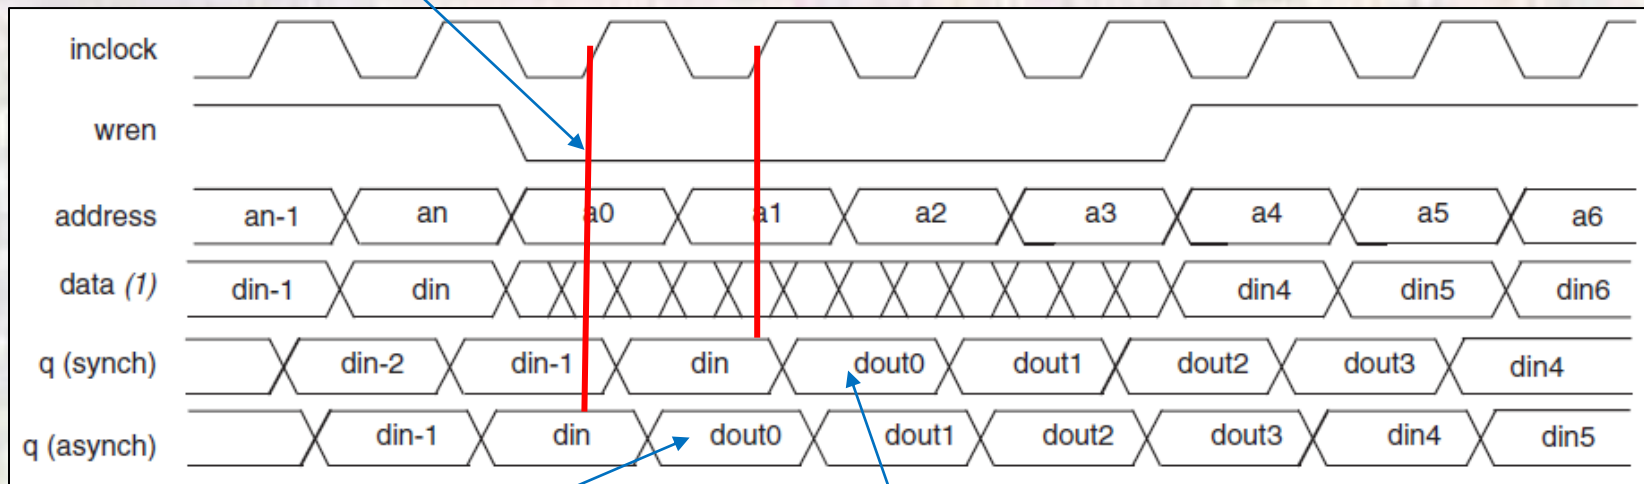 inclock
wren
address an-1 an a0 a1 a2 a3 a4 a5 a6
data (1) din-1 din din4 din5 din6
q (synch) din-2 din-1 din dout0 dout1 dout2 dout3 din4
q (asynch) din-1 din dout0 dout1 dout2 dout3 din4 din5